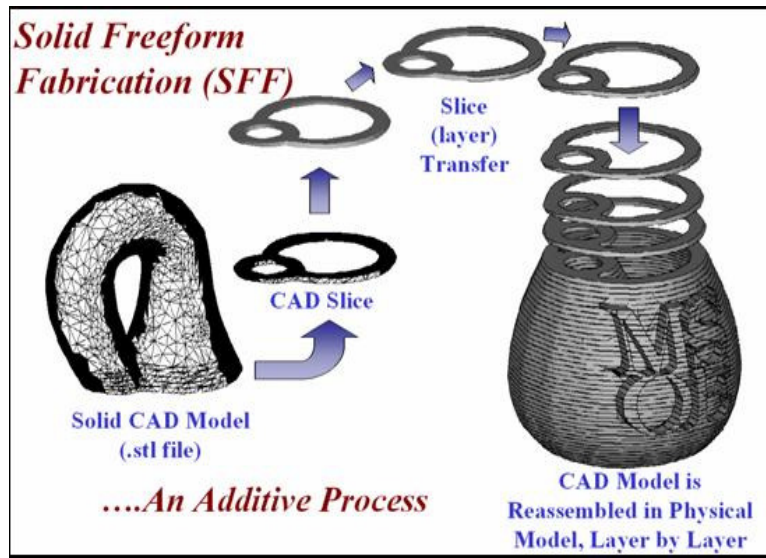 Solid Freeform
Fabrication (SFF)
Slice
(layer)
Transfer
CAD Slice
Solid CAD Model
(.stl file)
....An Additive Process
CAD Model is
Reassembled in Physical
Model, Layer by Layer